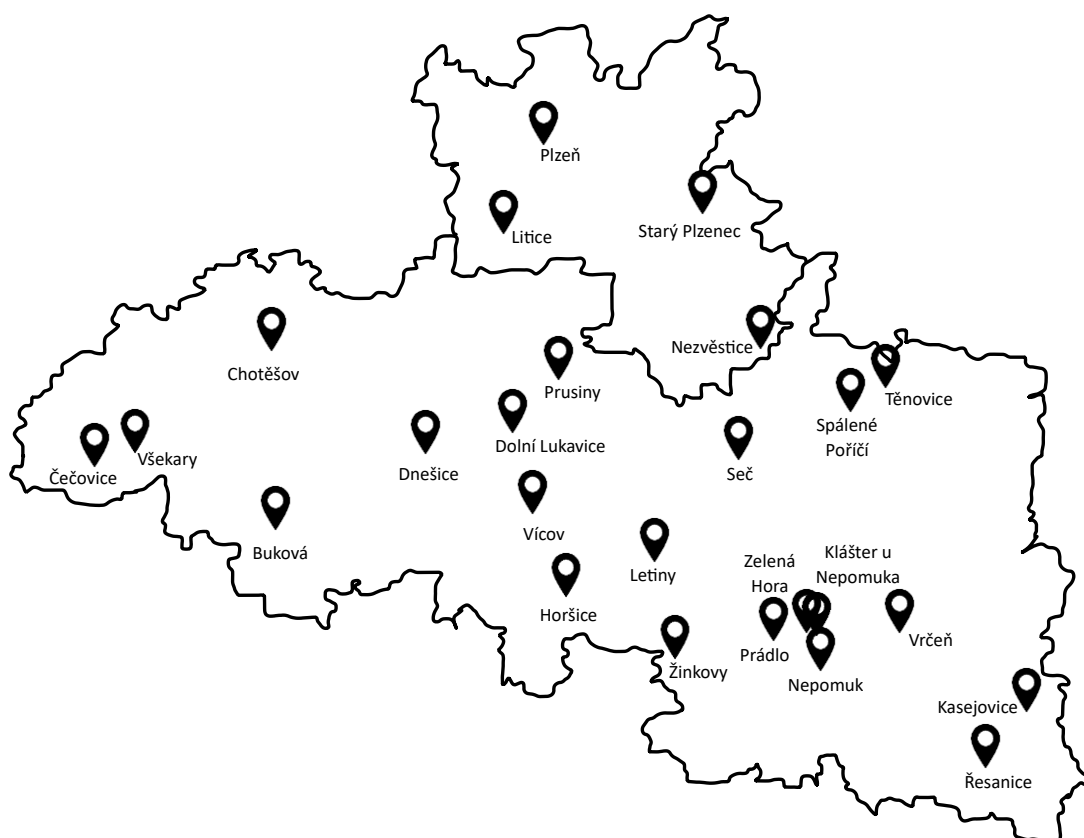 Plzeň
Starý Plzenec
Litice
Nezvěstice
Chotěšov
Prusiny
Těnovice
Spálené
Poříčí
Dolní Lukavice
Všekary
Čečovice
Dnešice
Seč
Vícov
Buková
Letiny
Zelená
Hora
Klášter u
Nepomuka
Horšice
Vrčeň
Prádlo
Žinkovy
Nepomuk
Kasejovice
Řesanice